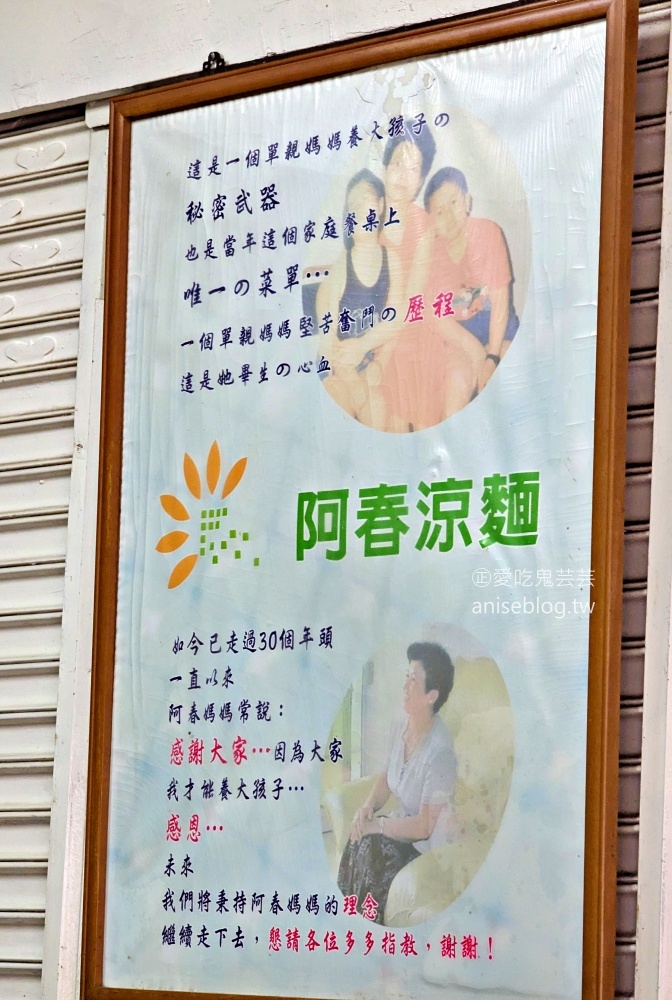 這是一個單親媽媽養大孩子の
秘密武器
也是當年這個家庭餐桌上
唯一の菜單…
一個單親媽媽堅苦奮鬥の歷程
這是她畢生の心血
阿春涼麵
㊣愛吃鬼芸芸
aniseblog.tw
如今已走過30個年頭
一直以來
阿春媽媽常說：
感謝大家…因為大家
我才能養大孩子…
感恩…
未來
我們將秉持阿春媽媽的理念
繼續走下去，懇請各位多多指教，謝謝！